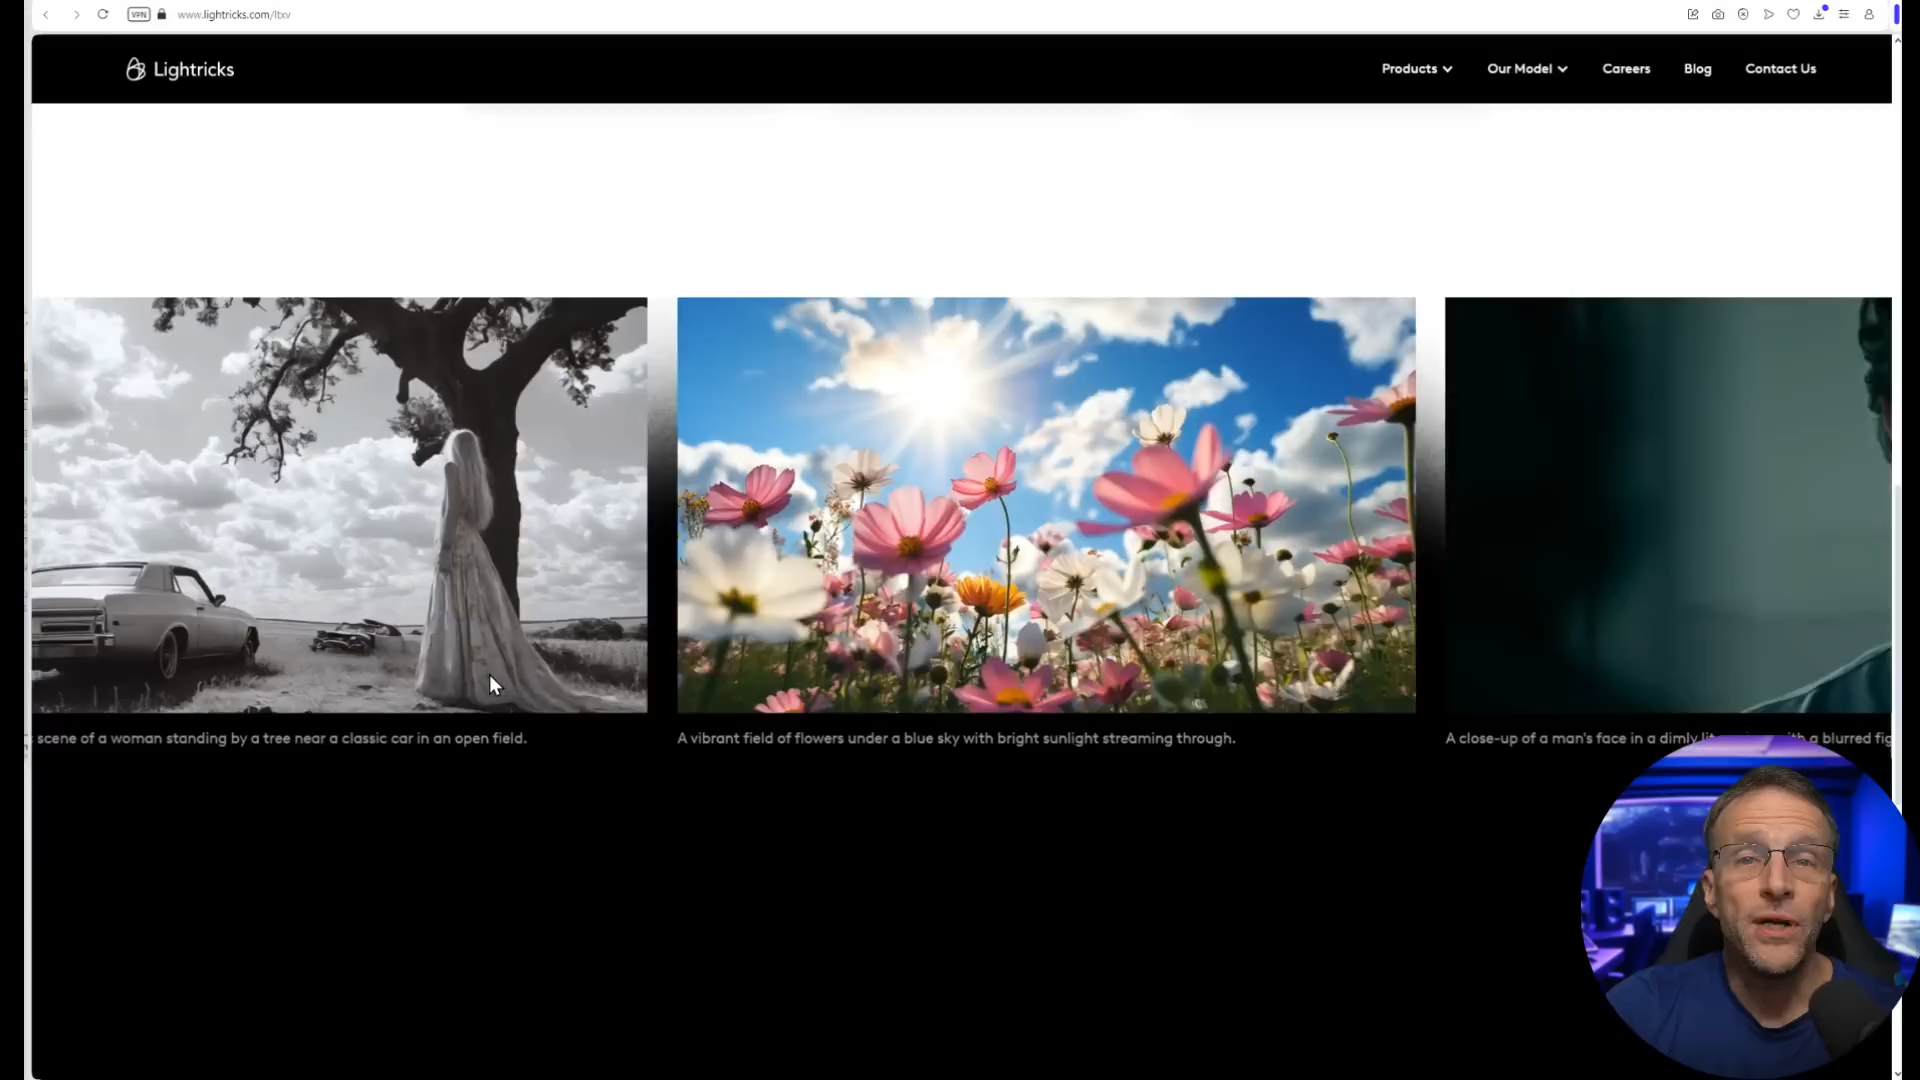 VPN
www.lightricks.com/ltxv
Lightricks
Products
Our Model
Careers
Blog
Contact Us
scene of a woman standing by a tree near a classic car in an open field.
A vibrant field of flowers under a blue sky with bright sunlight streaming through.
A close-up of a man's face in a dimly a blurred